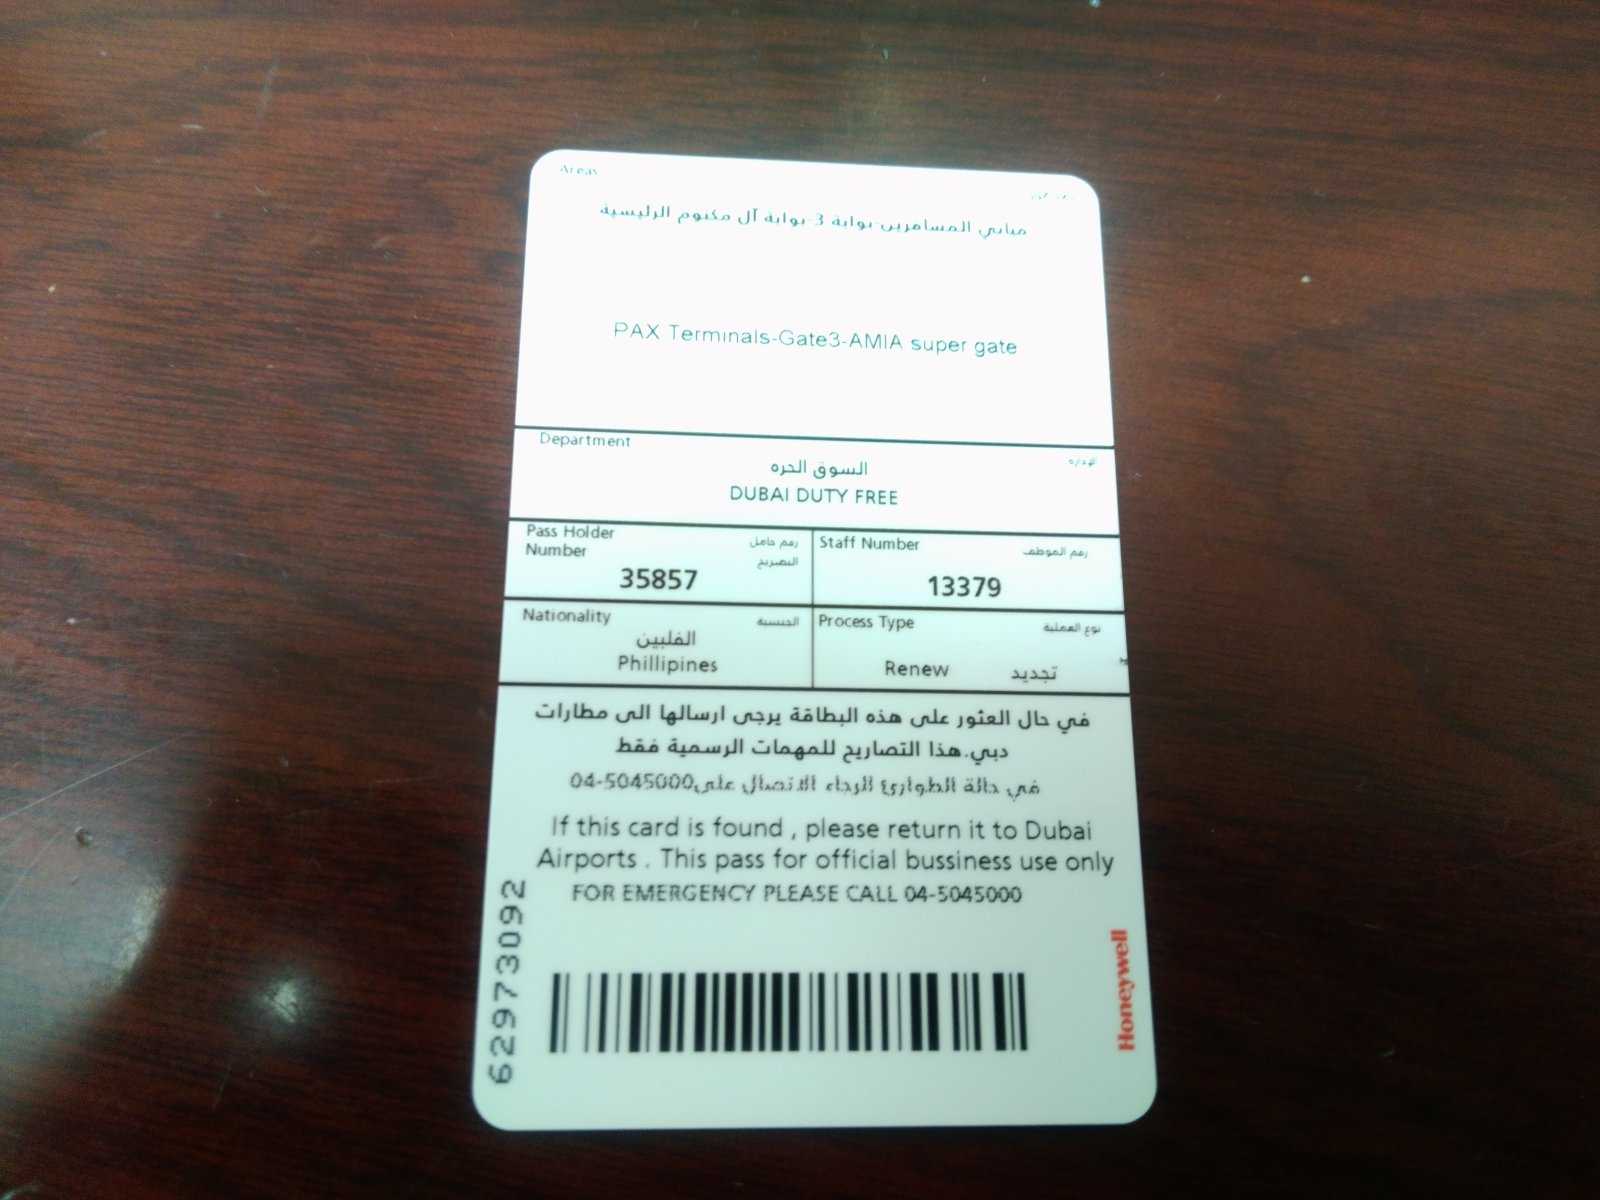 Areas
مباني المسافرين-بوابة 3-بوابة آل مكتوم الرئيسية
PAX Terminals-Gate3-AMIA super gate
Department
الإدارة
السوق الحره
DUBAI DUTY FREE
Pass Holder
Number
رقم حامل
التصريح
35857
Staff Number
رقم الموظف
13379
Nationality
الجنسية
الفلبين
Phillipines
Process Type
نوع العملية
Renew
تجديد
في حال العثور على هذه البطاقة يرجى ارسالها الى مطارات
دبي.هذا التصاريح للمهمات الرسمية فقط
في حالة الطوارئ الرجاء الاتصال على04-5045000
If this card is found , please return it to Dubai
Airports . This pass for official bussiness use only
FOR EMERGENCY PLEASE CALL 04-5045000
62973092
Honeywell